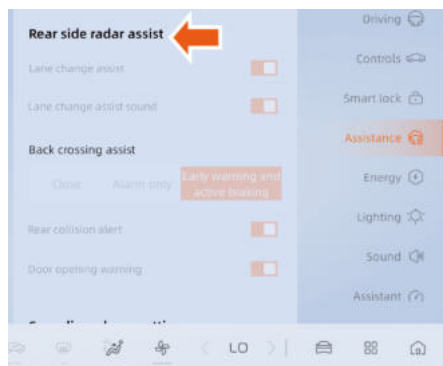 Rear side radar assist
Lane change assist
Lane change assist sound
Back crossing assist
Close
Alarm only
Early warning and
active braking
Rear collision alert
Door opening warning
Driving
Controls
Smart lock
Assistance
Energy
Lighting
Sound
Assistant
LO